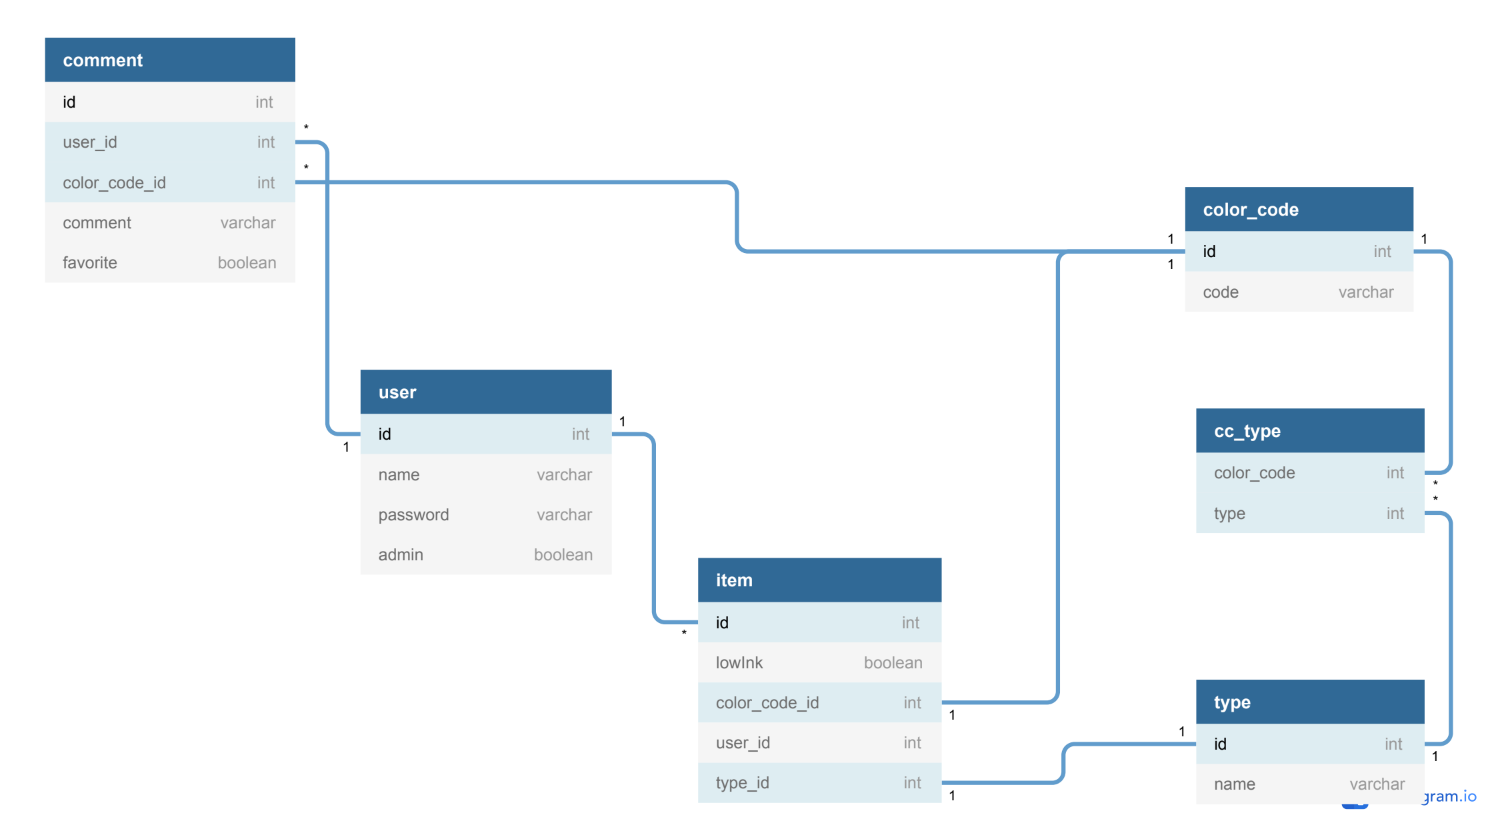 comment
id int
user_id int *
color_code_id int *
comment varchar
favorite boolean
color_code
1 id int 1
1
code varchar
user
id int 1
1
name varchar
password varchar
admin boolean
cc_type
color_code int
*
type int
*
item
id int
*
lowInk boolean
color_code_id int
1
user_id int
type_id int
1
type
1 id int
1
name varchar
gram.io